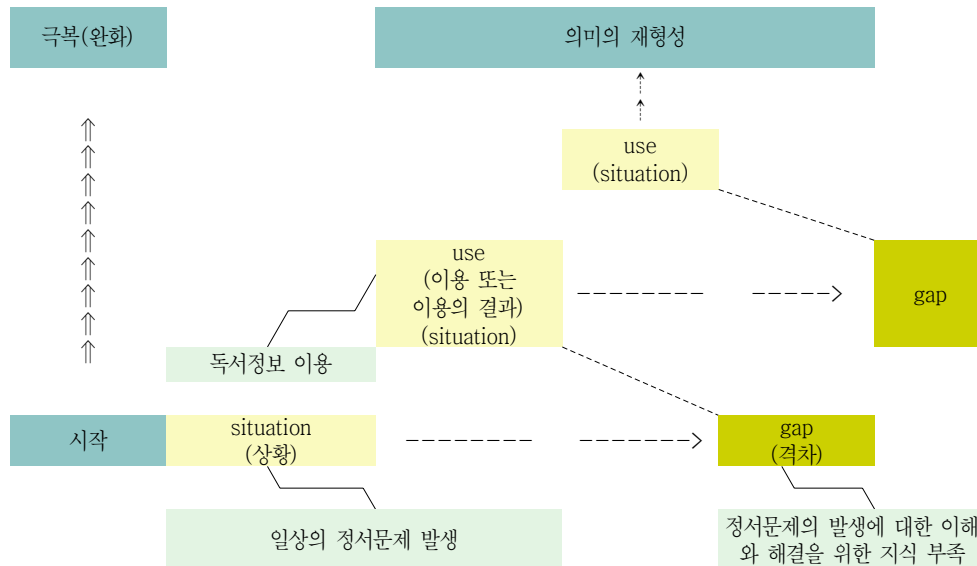 극복(완화)
의미의 재형성
use
(situation)
use
(이용 또는
이용의 결과)
(situation)
gap
독서정보 이용
시작
situation
(상황)
gap
(격차)
일상의 정서문제 발생
정서문제의 발생에 대한 이해
와 해결을 위한 지식 부족